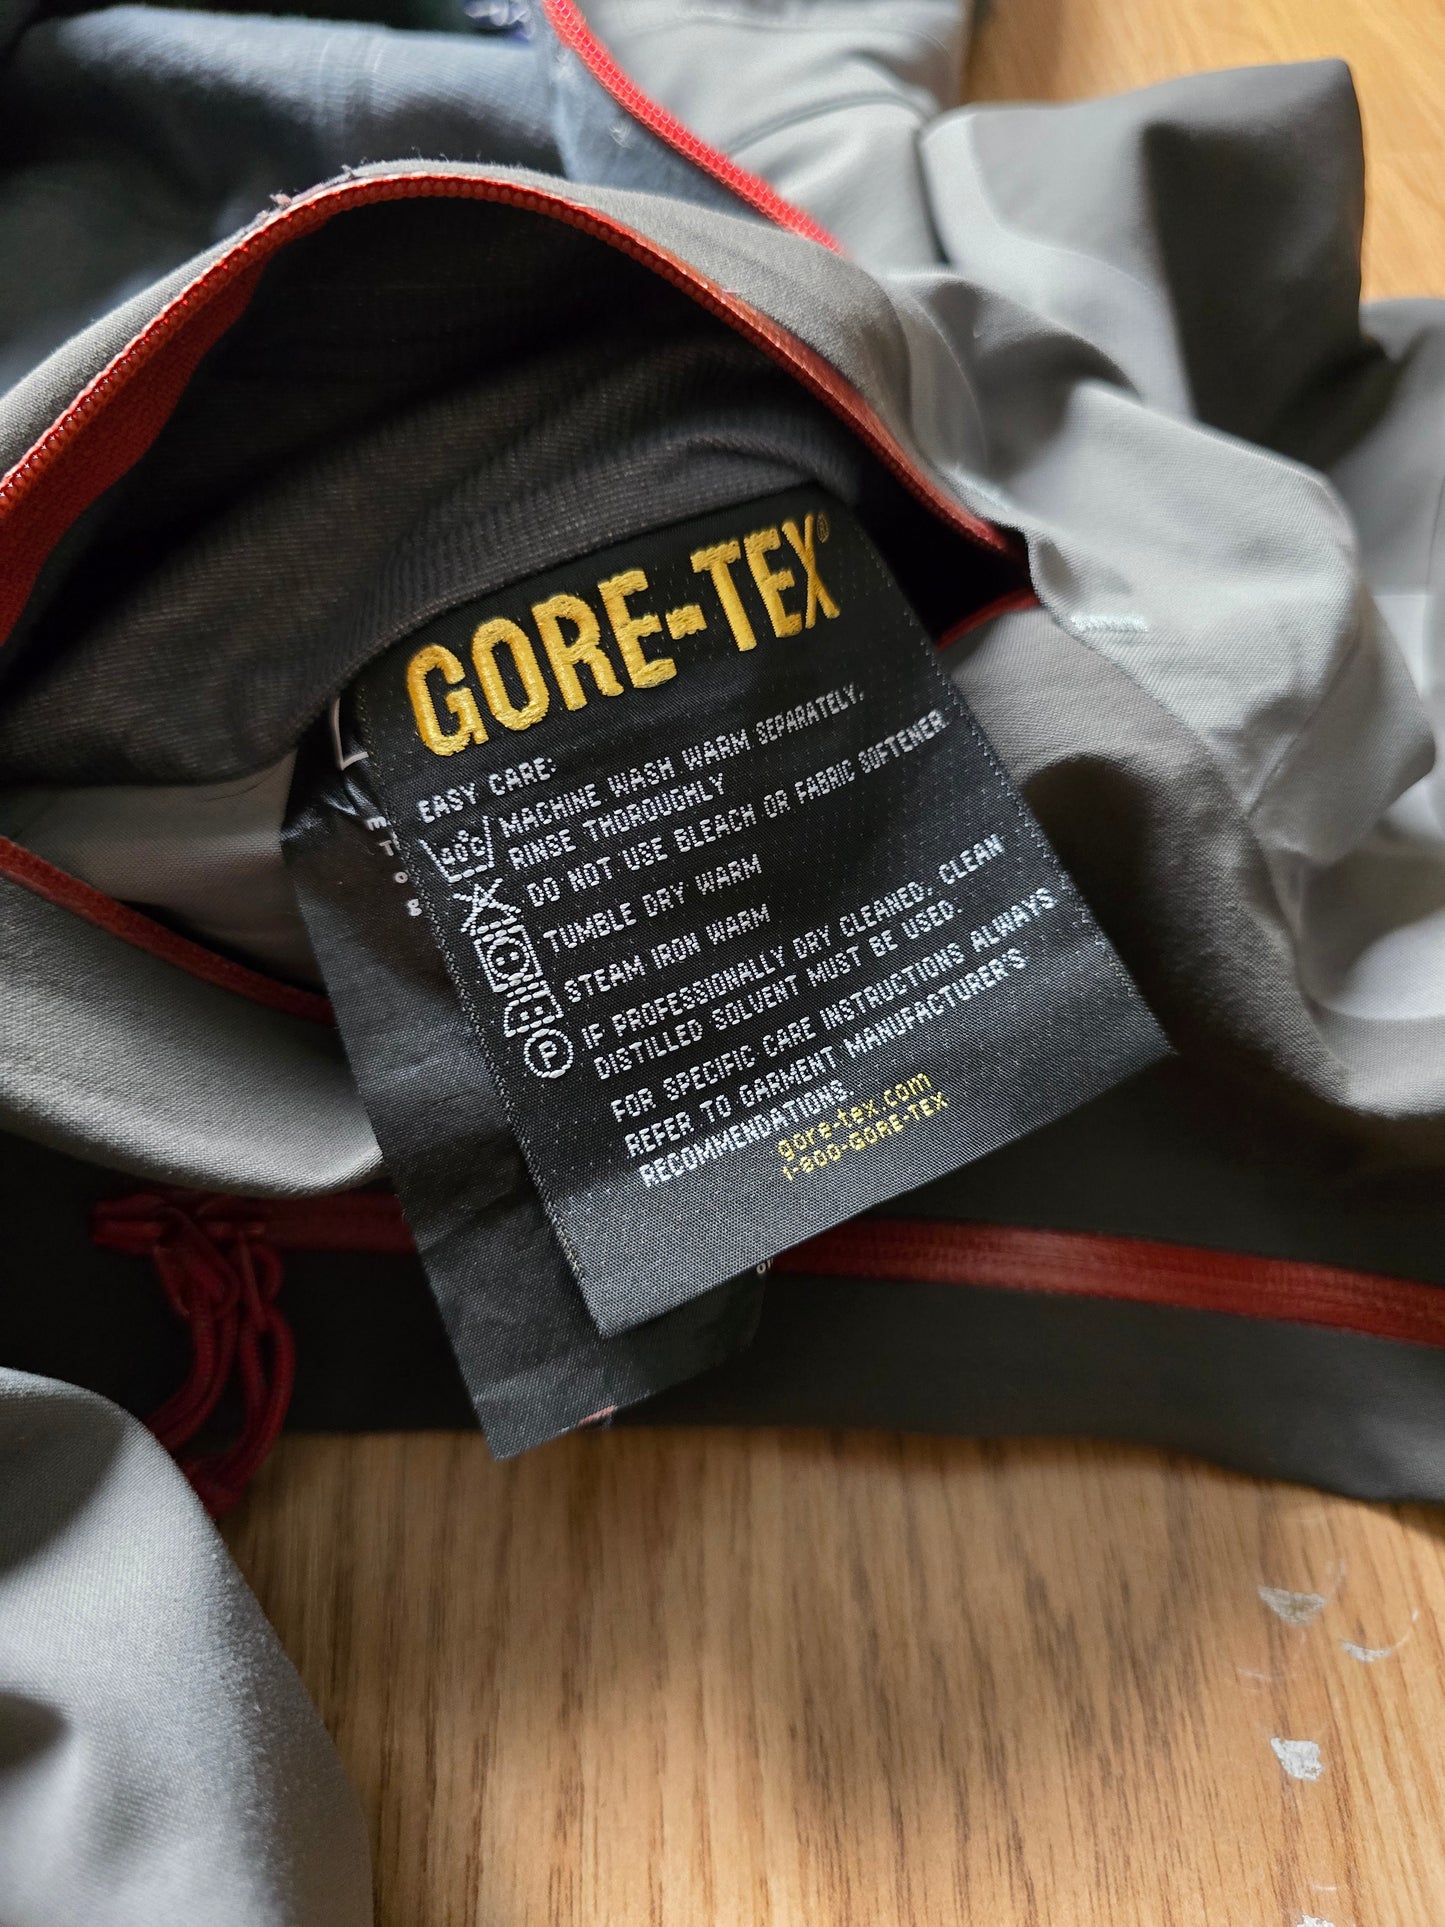 GORE-TEX®
EASY CARE:
40°C MACHINE WASH WARM SEPARATELY,
RINSE THOROUGHLY
DO NOT USE BLEACH OR FABRIC SOFTENER
TUMBLE DRY WARM
STEAM IRON WARM
P IF PROFESSIONALLY DRY CLEANED, CLEAN
DISTILLED SOLVENT MUST BE USED.
FOR SPECIFIC CARE INSTRUCTIONS ALWAYS
REFER TO GARMENT MANUFACTURER'S
RECOMMENDATIONS.
gore-tex.com
1-800-GORE-TEX